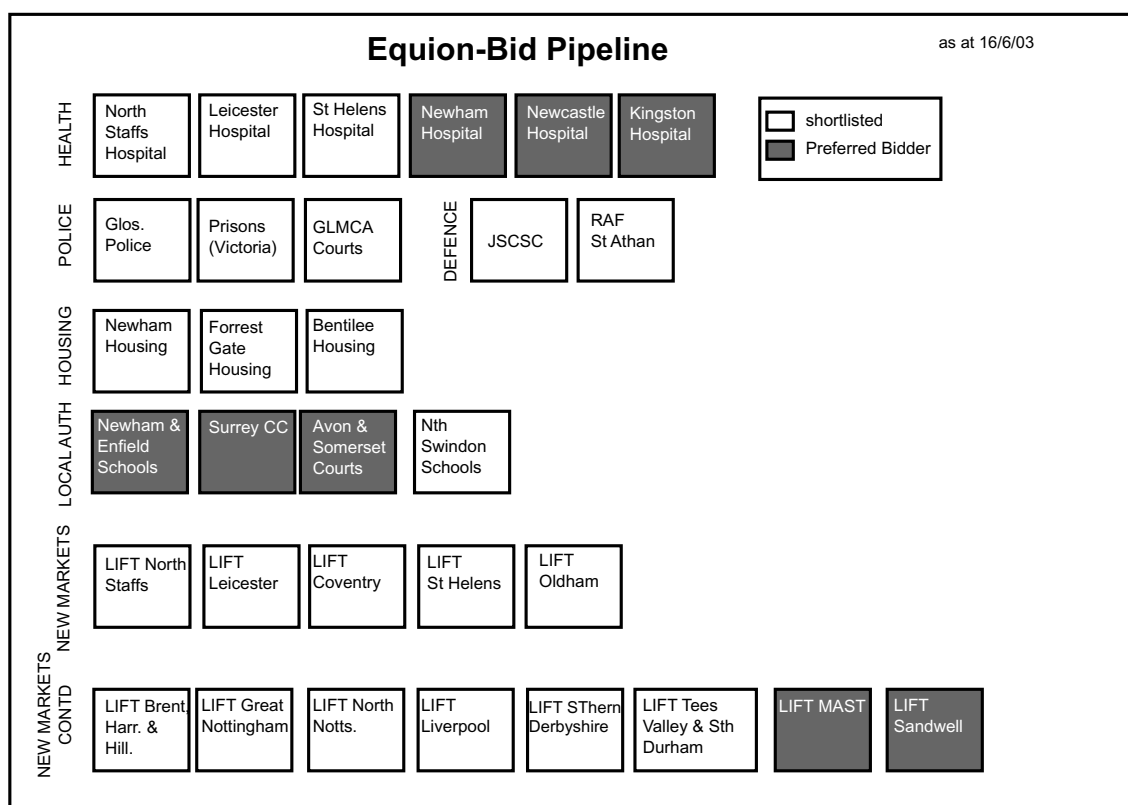 Equion-Bid Pipeline
as at 16/6/03
HEALTH
North
Staffs
Hospital
Leicester
Hospital
St Helens
Hospital
Newham
Hospital
Newcastle
Hospital
Kingston
Hospital
shortlisted
Preferred Bidder
POLICE
Glos.
Police
Prisons
(Victoria)
GLMCA
Courts
DEFENCE
JSCSC
RAF
St Athan
HOUSING
Newham
Housing
Forrest
Gate
Housing
Bentilee
Housing
LOCAL AUTH
Newham &
Enfield
Schools
Surrey CC
Avon &
Somerset
Courts
Nth
Swindon
Schools
NEW MARKETS
LIFT North
Staffs
LIFT
Leicester
LIFT
Coventry
LIFT
St Helens
LIFT
Oldham
NEW MARKETS
CONTD
LIFT Brent,
Harr. &
Hill.
LIFT Great
Nottingham
LIFT North
Notts.
LIFT
Liverpool
LIFT SThern
Derbyshire
LIFT Tees
Valley & Sth
Durham
LIFT MAST
LIFT
Sandwell